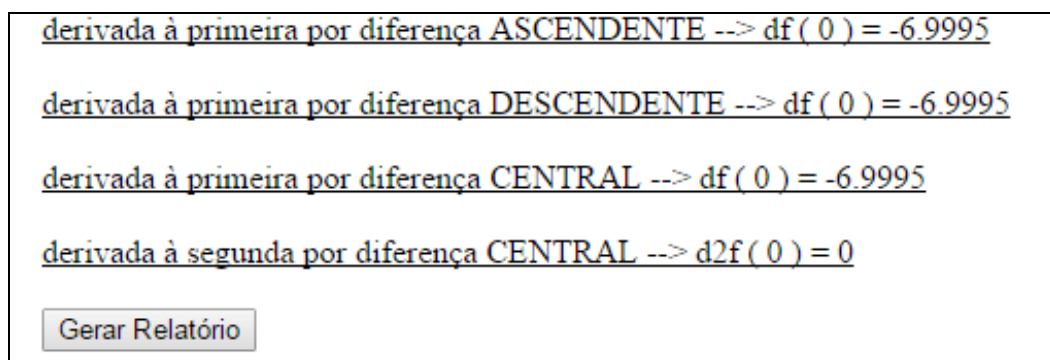 derivada à primeira por diferença ASCENDENTE --> df ( 0 ) = -6.9995
derivada à primeira por diferença DESCENDENTE --> df ( 0 ) = -6.9995
derivada à primeira por diferença CENTRAL --> df ( 0 ) = -6.9995
derivada à segunda por diferença CENTRAL --> d2f ( 0 ) = 0
Gerar Relatório